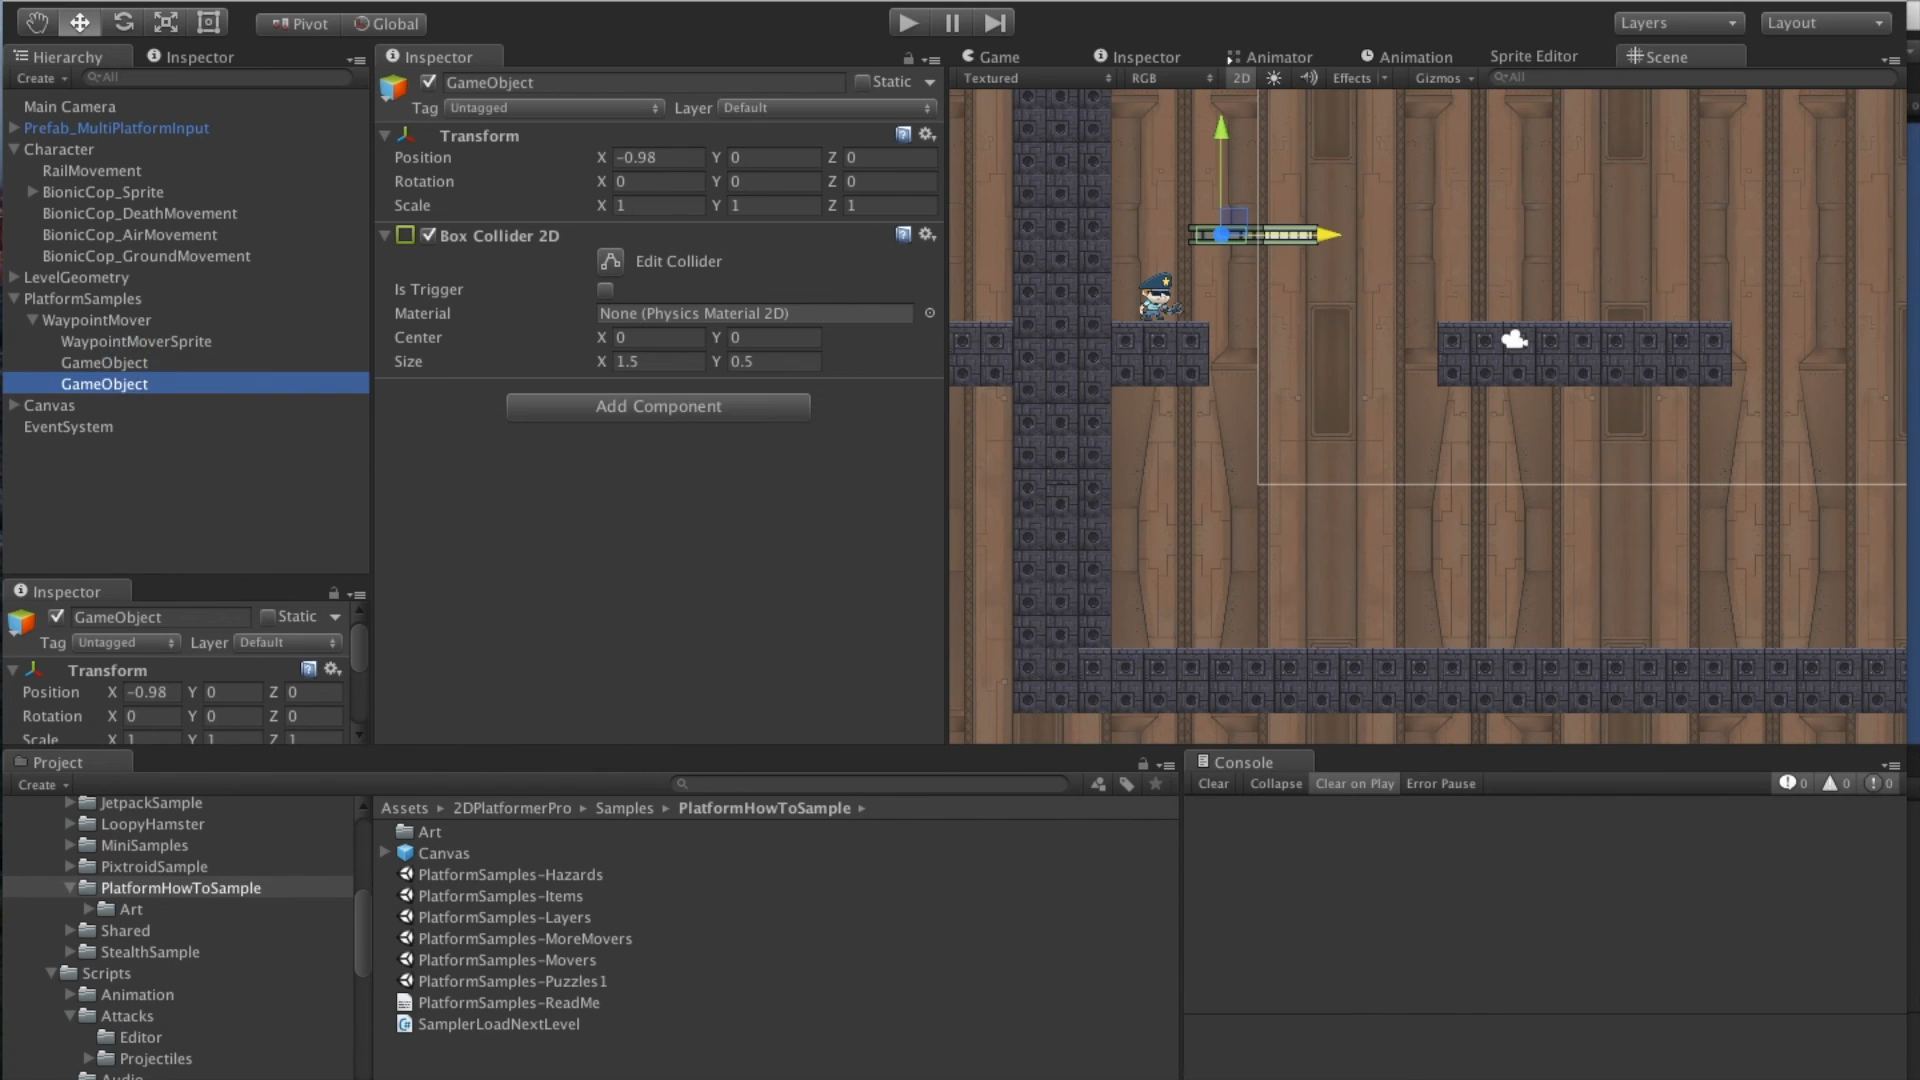 Pivot Global Layers Layout
Hierarchy Inspector Inspector Game Inspector Animator Animation Sprite Editor Scene
Create All
GameObject Static
Textured RGB 2D Effects Gizmos All
Tag Untagged Layer Default
Main Camera
Prefab_MultiPlatformInput
Character
RailMovement
BionicCop_Sprite
BionicCop_DeathMovement
BionicCop_AirMovement
BionicCop_GroundMovement
LevelGeometry
PlatformSamples
WaypointMover
WaypointMoverSprite
GameObject
GameObject
Canvas
EventSystem
Transform
Position X -0.98 Y 0 Z 0
Rotation X 0 Y 0 Z 0
Scale X 1 Y 1 Z 1
Box Collider 2D
Edit Collider
Is Trigger
Material None (Physics Material 2D)
Center X 0 Y 0
Size X 1.5 Y 0.5
Add Component
Inspector
GameObject Static
Tag Untagged Layer Default
Transform
Position X -0.98 Y 0 Z 0
Rotation X 0 Y 0 Z 0
Scale X 1 Y 1 Z 1
Project
Create
JetpackSample
LoopyHamster
MiniSamples
PixtroidSample
PlatformHowToSample
Art
Shared
StealthSample
Scripts
Animation
Attacks
Editor
Projectiles
Audio
Assets 2DPlatformerPro Samples PlatformHowToSample
Art
Canvas
PlatformSamples-Hazards
PlatformSamples-Items
PlatformSamples-Layers
PlatformSamples-MoreMovers
PlatformSamples-Movers
PlatformSamples-Puzzles1
PlatformSamples-ReadMe
SamplerLoadNextLevel
Console
Clear Collapse Clear on Play Error Pause 0 0 0